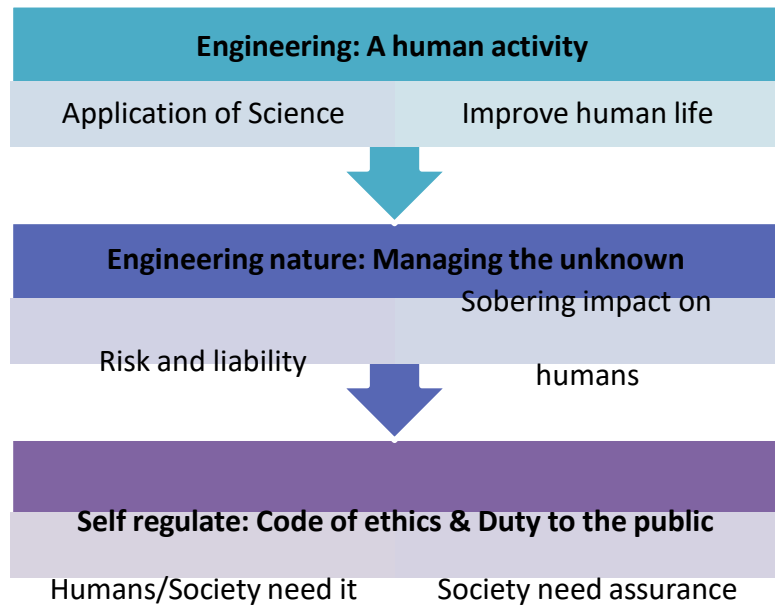 Engineering: A human activity
Application of Science
Improve human life
Engineering nature: Managing the unknown
Risk and liability
Sobering impact on
humans
Self regulate: Code of ethics & Duty to the public
Humans/Society need it
Society need assurance